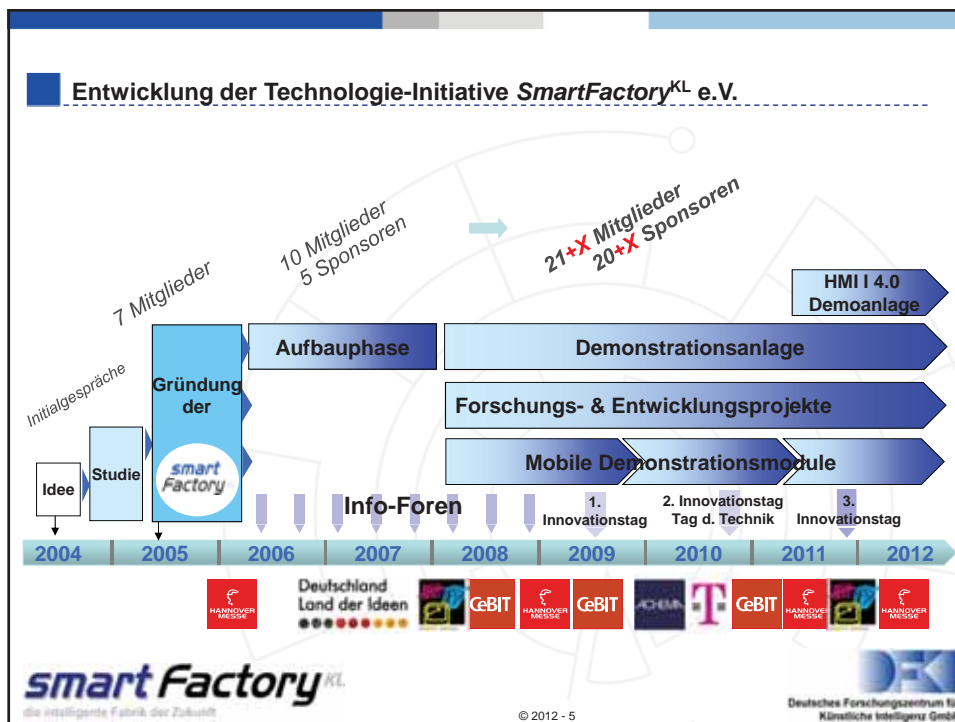 Entwicklung der Technologie-Initiative SmartFactoryKL e.V.
Initialgespräche
7 Mitglieder
10 Mitglieder
5 Sponsoren
21+X Mitglieder
20+X Sponsoren
HMI I 4.0
Demoanlage
Aufbauphase
Demonstrationsanlage
Gründung
der
smart
Factory
Forschungs- & Entwicklungsprojekte
Idee
Studie
Mobile Demonstrationsmodule
Info-Foren
1.
Innovationstag
2. Innovationstag
Tag d. Technik
3.
Innovationstag
2004 2005 2006 2007 2008 2009 2010 2011 2012
HANNOVER
MESSE
Deutschland
Land der Ideen
CeBIT
HANNOVER
MESSE
CeBIT
ACHEMA
T
CeBIT
HANNOVER
MESSE
HANNOVER
MESSE
smart Factory KL
die intelligente Fabrik der Zukunft
© 2012 - 5
DFKI
Deutsches Forschungszentrum für
Künstliche Intelligenz GmbH